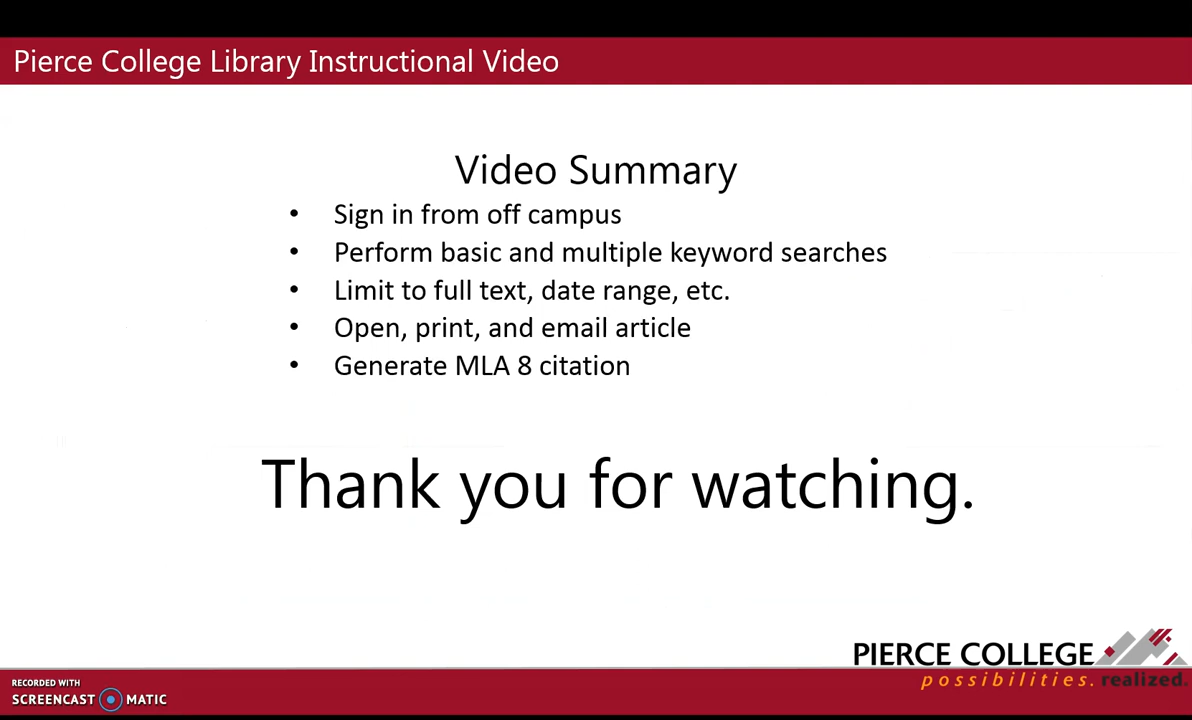 Pierce College Library Instructional Video
Video Summary
• Sign in from off campus
• Perform basic and multiple keyword searches
• Limit to full text, date range, etc.
• Open, print, and email article
• Generate MLA 8 citation
Thank you for watching.
PIERCE COLLEGE
possibilities. realized.
RECORDED WITH
SCREENCAST MATIC